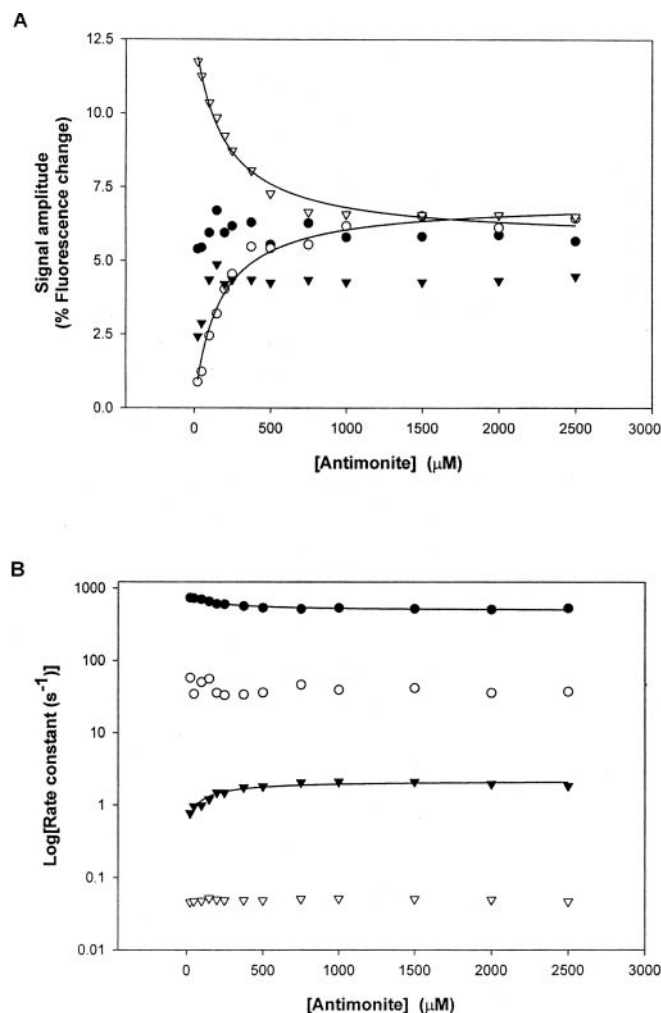 A
12.5
10.0
7.5
5.0
2.5
0.0
Signal amplitude
(% Fluorescence change)
0 500 1000 1500 2000 2500 3000
[Antimonite] (μM)
B
1000
100
10
1
0.1
0.01
Log[Rate constant (s⁻¹)]
0 500 1000 1500 2000 2500 3000
[Antimonite] (μM)